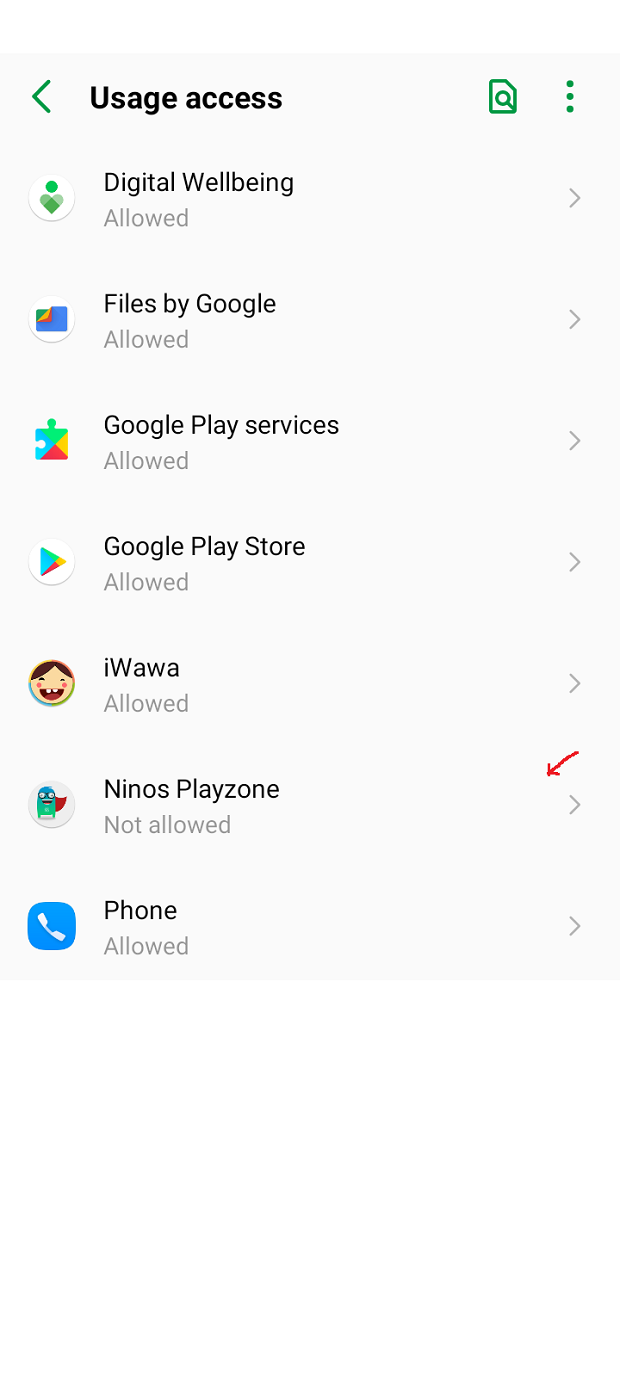 Usage access
Digital Wellbeing
Allowed
Files by Google
Allowed
Google Play services
Allowed
Google Play Store
Allowed
iWawa
Allowed
Ninos Playzone
Not allowed
Phone
Allowed